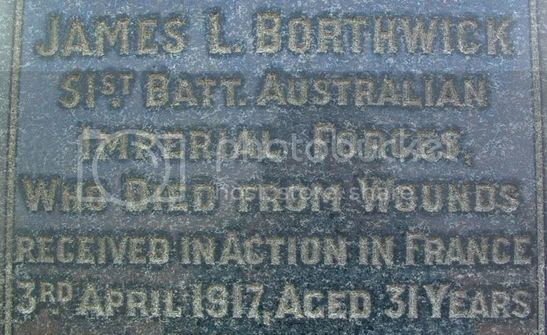 JAMES L. BORTHWICK
51ST BATT. AUSTRALIAN
IMPERIAL FORCES,
photobucket
WHO DIED FROM WOUNDS
RECEIVED IN ACTION IN FRANCE
3RD APRIL 1917, AGED 31 YEARS